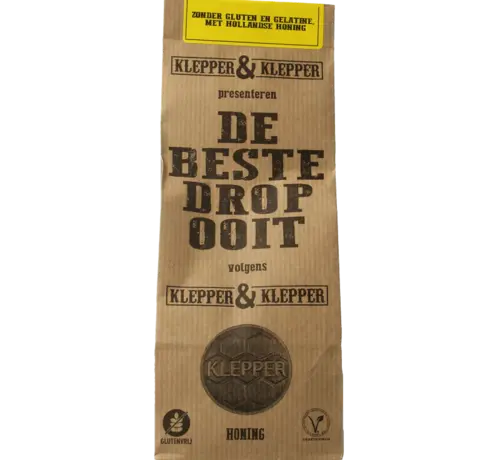 ZONDER GLUTEN EN GELATINE,
MET HOLLANDSE HONING
KLEPPER & KLEPPER
presenteren
DE
BESTE
DROP
OOIT
volgens
KLEPPER & KLEPPER
KLEPPER
GLUTENVRIJ
HONING